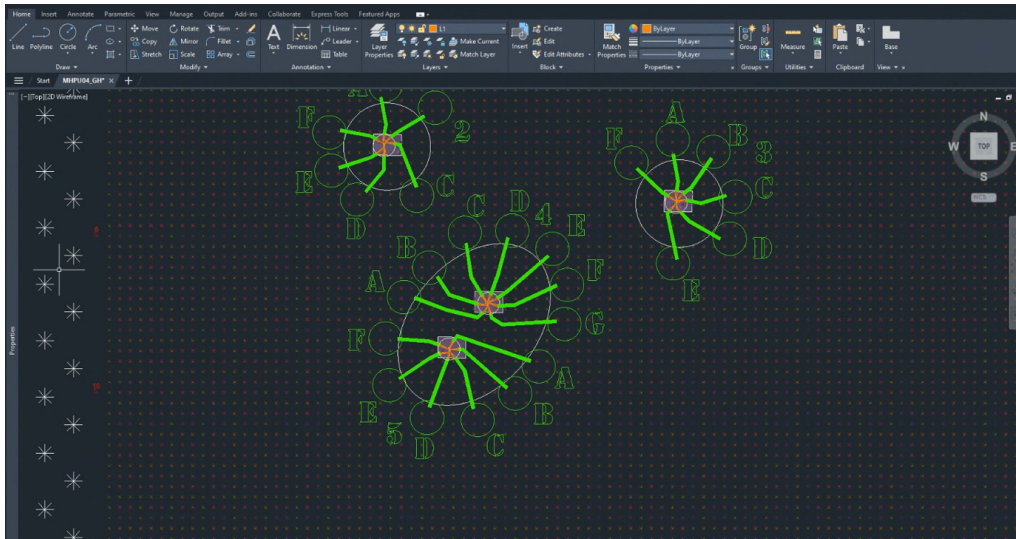 Home Insert Annotate Parametric View Manage Output Add-ins Collaborate Express Tools Featured Apps
Line Polyline Circle Arc
Move Rotate Trim
Copy Mirror Fillet
Stretch Scale Array
Draw Modify
Text Dimension
Linear
Leader
Table
Annotation
Layer Properties
L1
Make Current
Match Layer
Layers
Insert
Create
Edit
Edit Attributes
Block
Match Properties
ByLayer
ByLayer
ByLayer
Properties
Group
Groups
Measure
Utilities
Paste
Clipboard
Base
View
Start MHPU04_GH* × +
[−][Top][2D Wireframe]
Properties
N
W TOP E
S
WCS
A
F 2
E C
D
A
F B 3
C
D
E
C D 4 E
B F
A G
F A
E B
5 D C